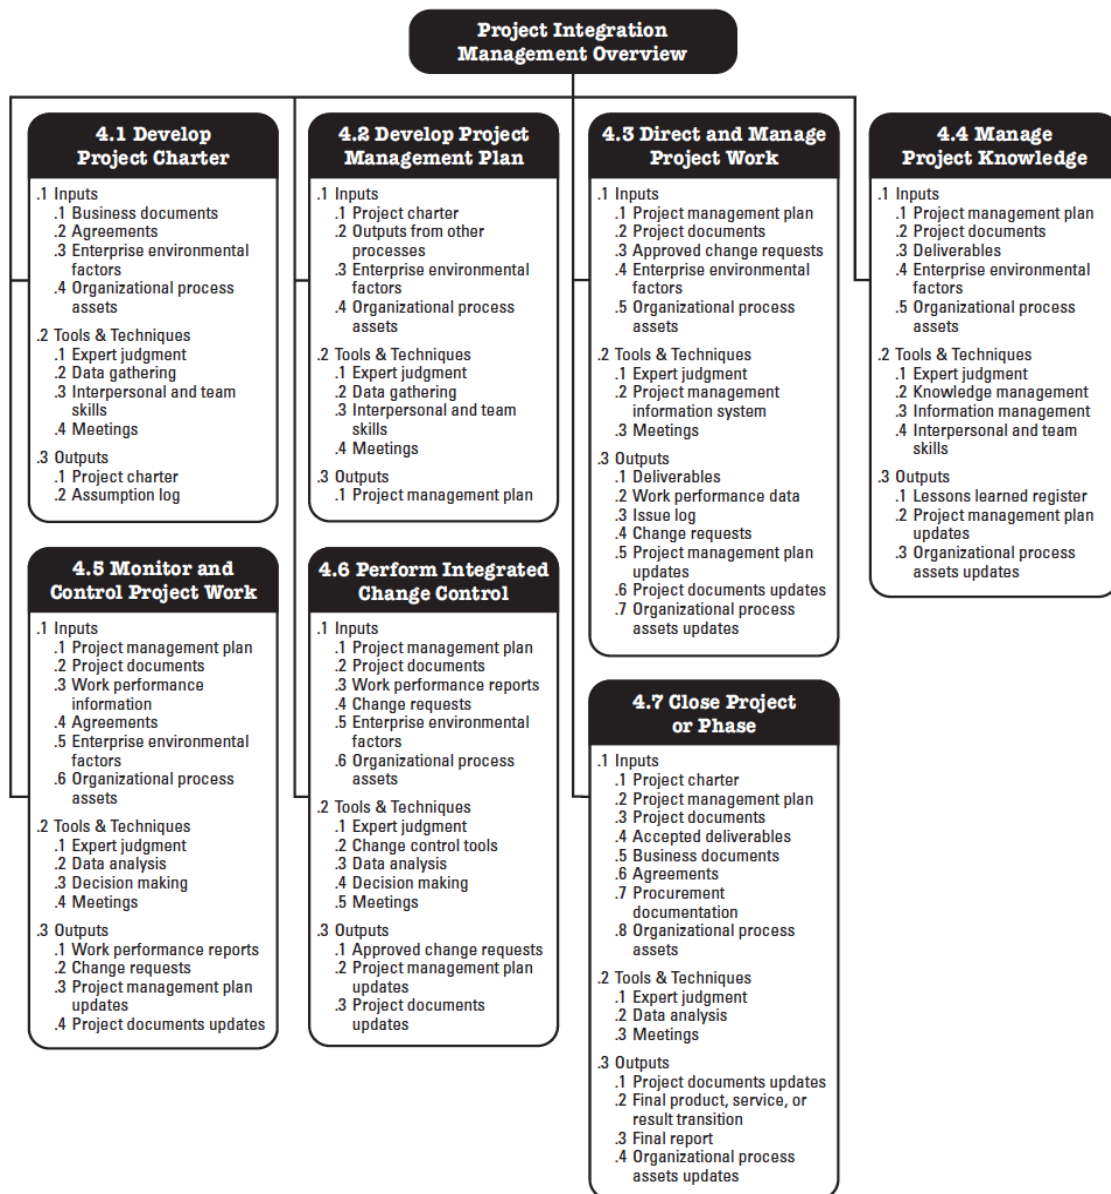 Project Integration
Management Overview
4.1 Develop
Project Charter
.1 Inputs
.1 Business documents
.2 Agreements
.3 Enterprise environmental
factors
.4 Organizational process
assets
.2 Tools & Techniques
.1 Expert judgment
.2 Data gathering
.3 Interpersonal and team
skills
.4 Meetings
.3 Outputs
.1 Project charter
.2 Assumption log
4.2 Develop Project
Management Plan
.1 Inputs
.1 Project charter
.2 Outputs from other
processes
.3 Enterprise environmental
factors
.4 Organizational process
assets
.2 Tools & Techniques
.1 Expert judgment
.2 Data gathering
.3 Interpersonal and team
skills
.4 Meetings
.3 Outputs
.1 Project management plan
4.3 Direct and Manage
Project Work
.1 Inputs
.1 Project management plan
.2 Project documents
.3 Approved change requests
.4 Enterprise environmental
factors
.5 Organizational process
assets
.2 Tools & Techniques
.1 Expert judgment
.2 Project management
information system
.3 Meetings
.3 Outputs
.1 Deliverables
.2 Work performance data
.3 Issue log
.4 Change requests
.5 Project management plan
updates
.6 Project documents updates
.7 Organizational process
assets updates
4.4 Manage
Project Knowledge
.1 Inputs
.1 Project management plan
.2 Project documents
.3 Deliverables
.4 Enterprise environmental
factors
.5 Organizational process
assets
.2 Tools & Techniques
.1 Expert judgment
.2 Knowledge management
.3 Information management
.4 Interpersonal and team
skills
.3 Outputs
.1 Lessons learned register
.2 Project management plan
updates
.3 Organizational process
assets updates
4.5 Monitor and
Control Project Work
.1 Inputs
.1 Project management plan
.2 Project documents
.3 Work performance
information
.4 Agreements
.5 Enterprise environmental
factors
.6 Organizational process
assets
.2 Tools & Techniques
.1 Expert judgment
.2 Data analysis
.3 Decision making
.4 Meetings
.3 Outputs
.1 Work performance reports
.2 Change requests
.3 Project management plan
updates
.4 Project documents updates
4.6 Perform Integrated
Change Control
.1 Inputs
.1 Project management plan
.2 Project documents
.3 Work performance reports
.4 Change requests
.5 Enterprise environmental
factors
.6 Organizational process
assets
.2 Tools & Techniques
.1 Expert judgment
.2 Change control tools
.3 Data analysis
.4 Decision making
.5 Meetings
.3 Outputs
.1 Approved change requests
.2 Project management plan
updates
.3 Project documents
updates
4.7 Close Project
or Phase
.1 Inputs
.1 Project charter
.2 Project management plan
.3 Project documents
.4 Accepted deliverables
.5 Business documents
.6 Agreements
.7 Procurement
documentation
.8 Organizational process
assets
.2 Tools & Techniques
.1 Expert judgment
.2 Data analysis
.3 Meetings
.3 Outputs
.1 Project documents updates
.2 Final product, service, or
result transition
.3 Final report
.4 Organizational process
assets updates